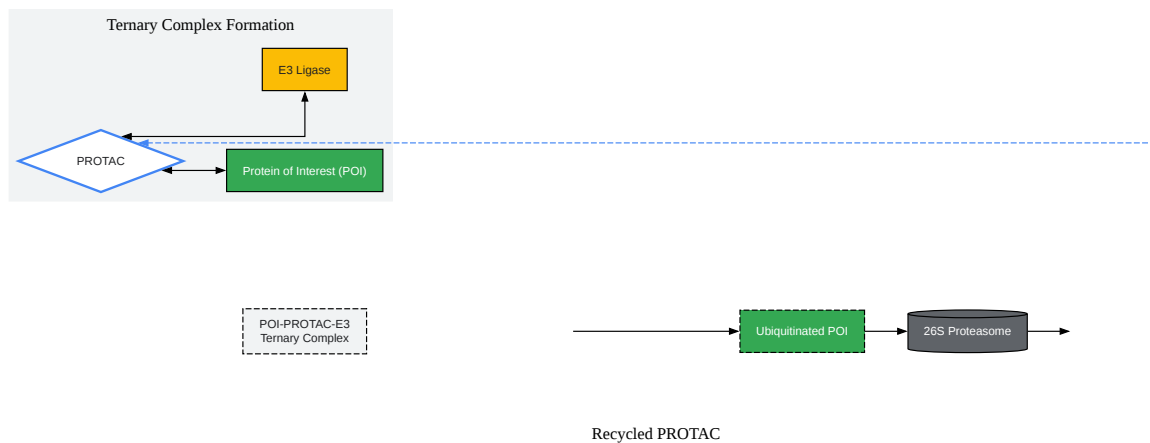 Ternary Complex Formation
E3 Ligase
PROTAC
Protein of Interest (POI)
POI-PROTAC-E3
Ternary Complex
Ubiquitinated POI
26S Proteasome
Recycled PROTAC